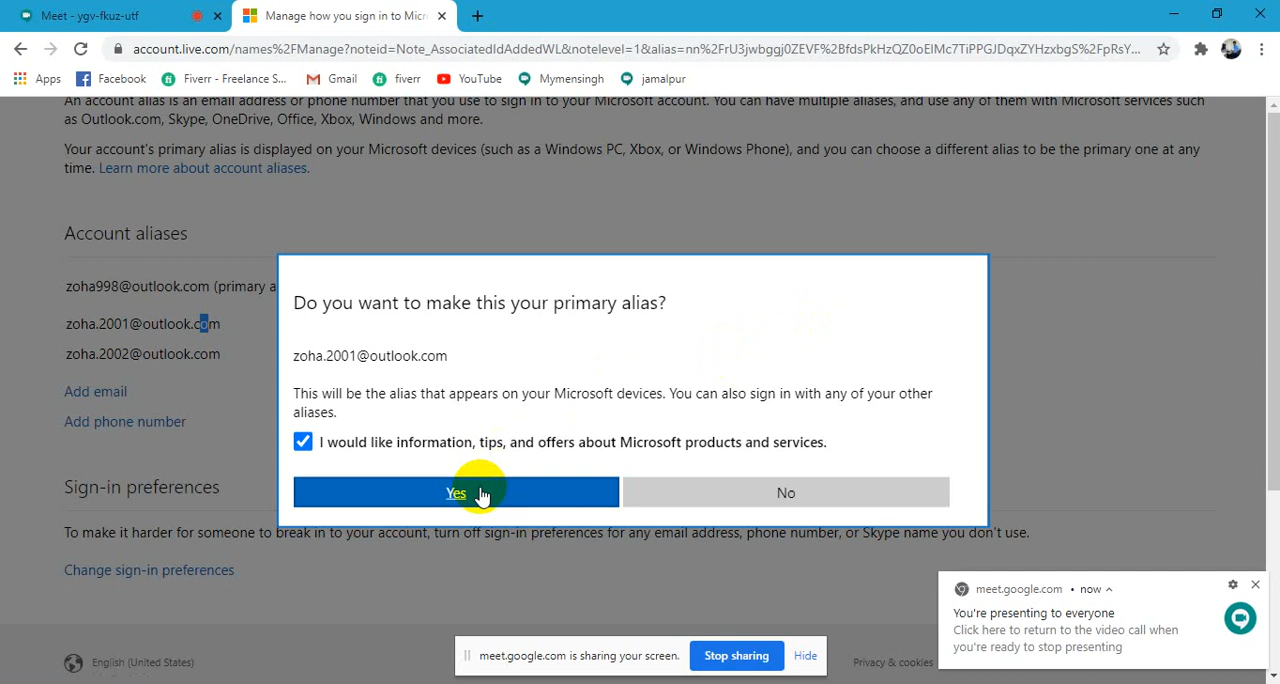 Meet - ygv-fkuz-utf
Manage how you sign in to Micr
account.live.com/names%2FManage?noteid=Note_AssociatedIdAddedWL&notelevel=1&alias=nn%2FrU3jwbggj0ZEVF%2BfdsPkHzQZ0oElMc7TiPPGJDqxZYHzxbgS%2FpRsY...
Apps
Facebook
Fiverr - Freelance S...
Gmail
fiverr
YouTube
Mymensingh
jamalpur
An account alias is an email address or phone number that you use to sign in to your Microsoft account. You can have multiple aliases, and use any of them with Microsoft services such
as Outlook.com, Skype, OneDrive, Office, Xbox, Windows and more.
Your account's primary alias is displayed on your Microsoft devices (such as a Windows PC, Xbox, or Windows Phone), and you can choose a different alias to be the primary one at any
time. Learn more about account aliases.
Account aliases
zoha998@outlook.com (primary a
zoha.2001@outlook.com
zoha.2002@outlook.com
Add email
Add phone number
Do you want to make this your primary alias?
zoha.2001@outlook.com
This will be the alias that appears on your Microsoft devices. You can also sign in with any of your other
aliases.
I would like information, tips, and offers about Microsoft products and services.
Yes
No
Sign-in preferences
To make it harder for someone to break in to your account, turn off sign-in preferences for any email address, phone number, or Skype name you don't use.
Change sign-in preferences
meet.google.com • now
You're presenting to everyone
Click here to return to the video call when
you're ready to stop presenting
meet.google.com is sharing your screen.
Stop sharing
Hide
English (United States)
Privacy & cookies